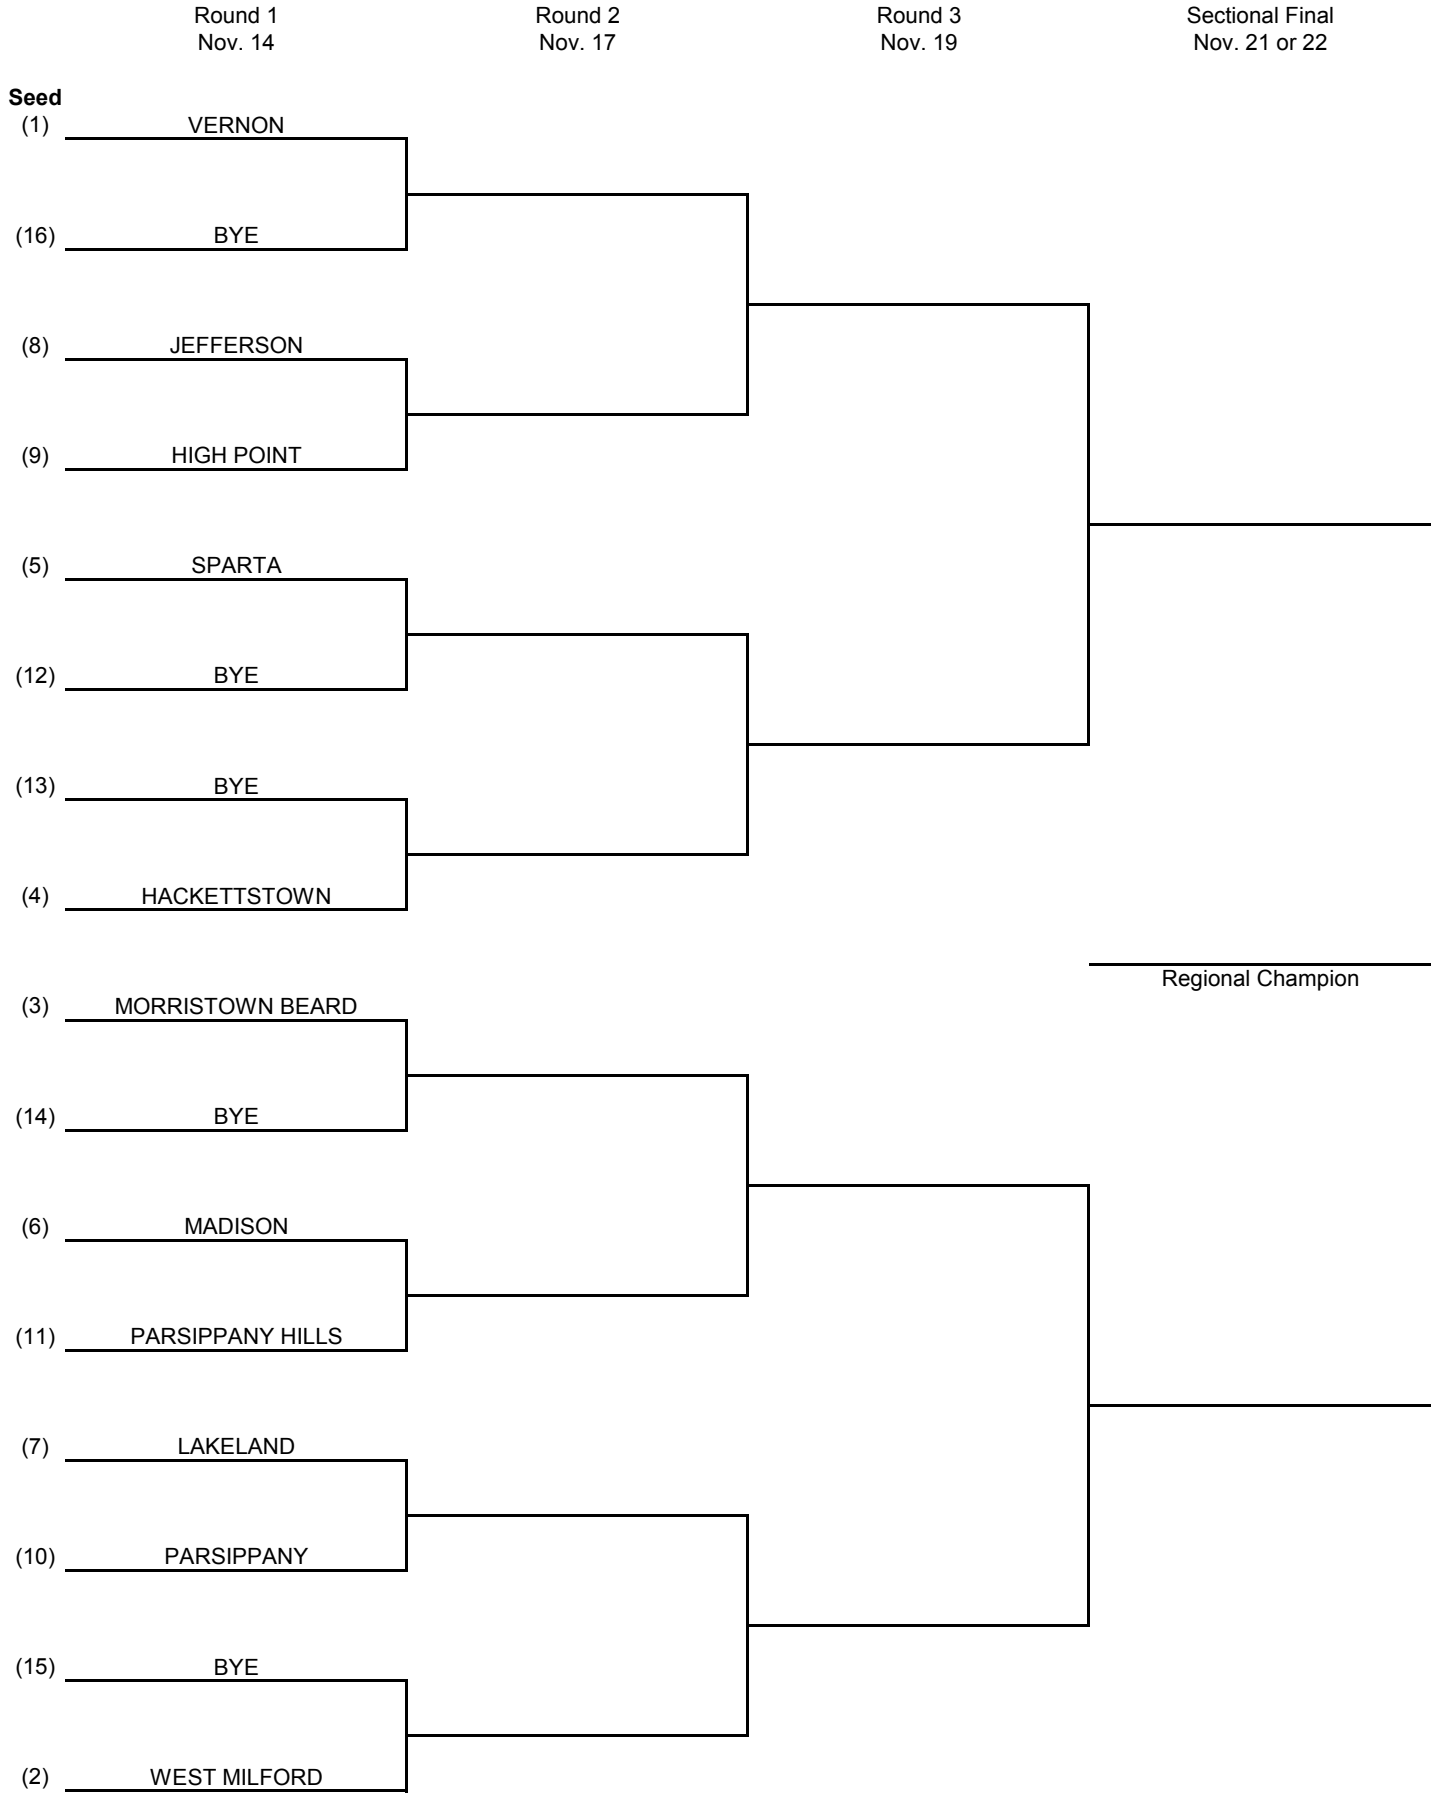 Round 1 Round 2 Round 3 Sectional Final
Nov. 14 Nov. 17 Nov. 19 Nov. 21 or 22
Seed
(1) VERNON
(16) BYE
(8) JEFFERSON
(9) HIGH POINT
(5) SPARTA
(12) BYE
(13) BYE
(4) HACKETTSTOWN
Regional Champion
(3) MORRISTOWN BEARD
(14) BYE
(6) MADISON
(11) PARSIPPANY HILLS
(7) LAKELAND
(10) PARSIPPANY
(15) BYE
(2) WEST MILFORD